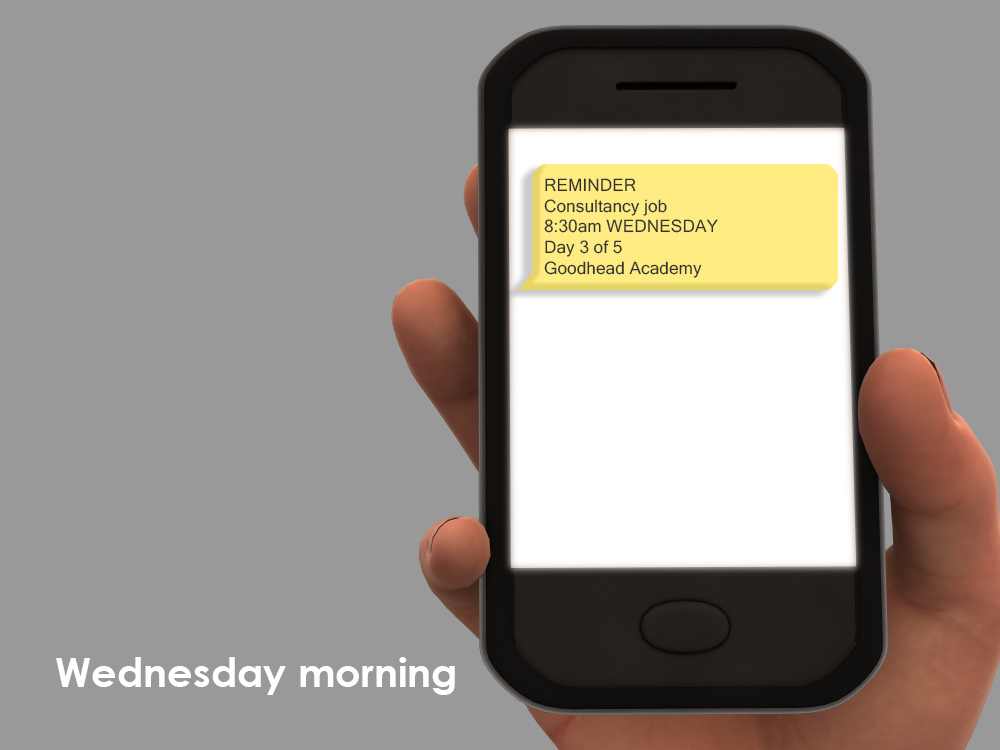 REMINDER
Consultancy job
8:30am WEDNESDAY
Day 3 of 5
Goodhead Academy
Wednesday morning